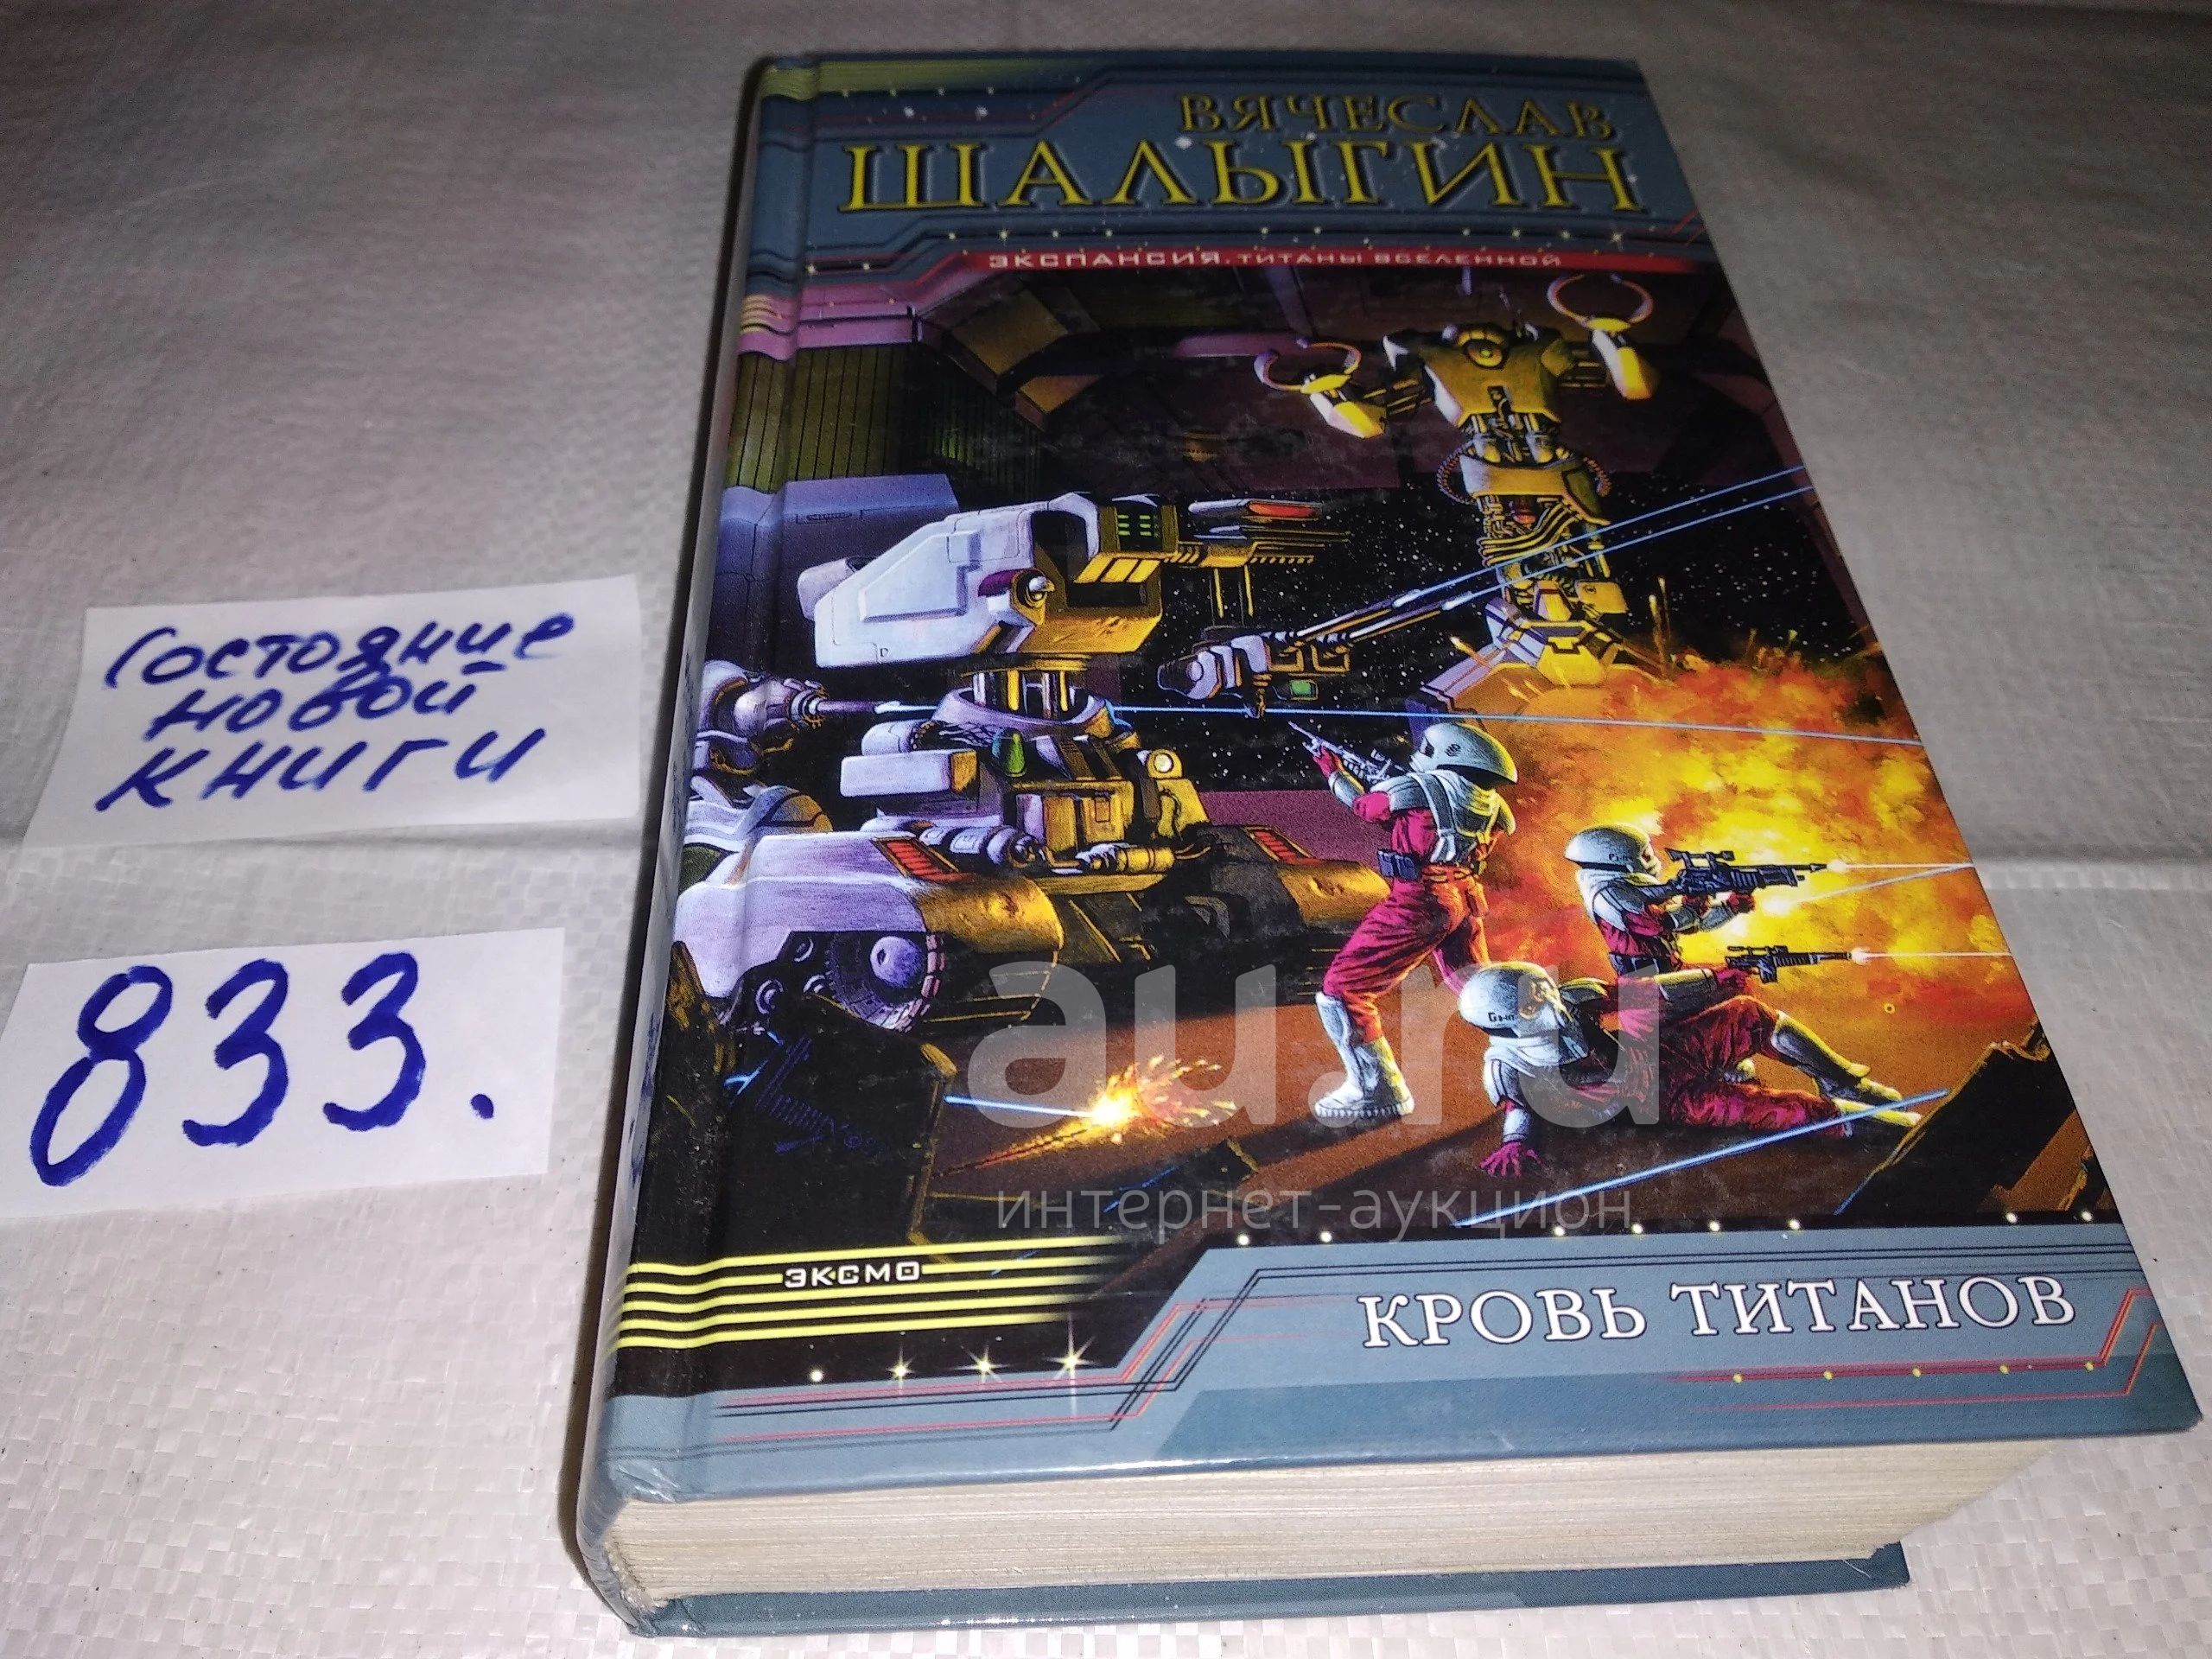 ВЯЧЕСЛАВ
ШАЛЫГИН
ЭКСПАНСИЯ. ТИТАНЫ ВСЕЛЕННОЙ
Состояние
новой
книги
833.
au.ru
интернет-аукцион
ЭКСМО
КРОВЬ ТИТАНОВ